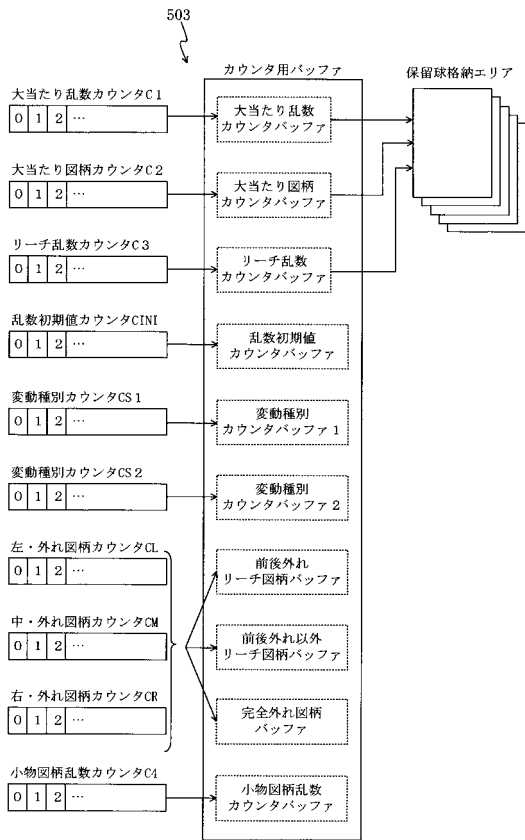 503
カウンタ用バッファ
保留球格納エリア
大当たり乱数カウンタC1
0 1 2 …
大当たり乱数
カウンタバッファ
大当たり図柄カウンタC2
0 1 2 …
大当たり図柄
カウンタバッファ
リーチ乱数カウンタC3
0 1 2 …
リーチ乱数
カウンタバッファ
乱数初期値カウンタCINI
0 1 2 …
乱数初期値
カウンタバッファ
変動種別カウンタCS1
0 1 2 …
変動種別
カウンタバッファ1
変動種別カウンタCS2
0 1 2 …
変動種別
カウンタバッファ2
左・外れ図柄カウンタCL
0 1 2 …
前後外れ
リーチ図柄バッファ
中・外れ図柄カウンタCM
0 1 2 …
前後外れ以外
リーチ図柄バッファ
右・外れ図柄カウンタCR
0 1 2 …
完全外れ図柄
バッファ
小物図柄乱数カウンタC4
0 1 2 …
小物図柄乱数
カウンタバッファ